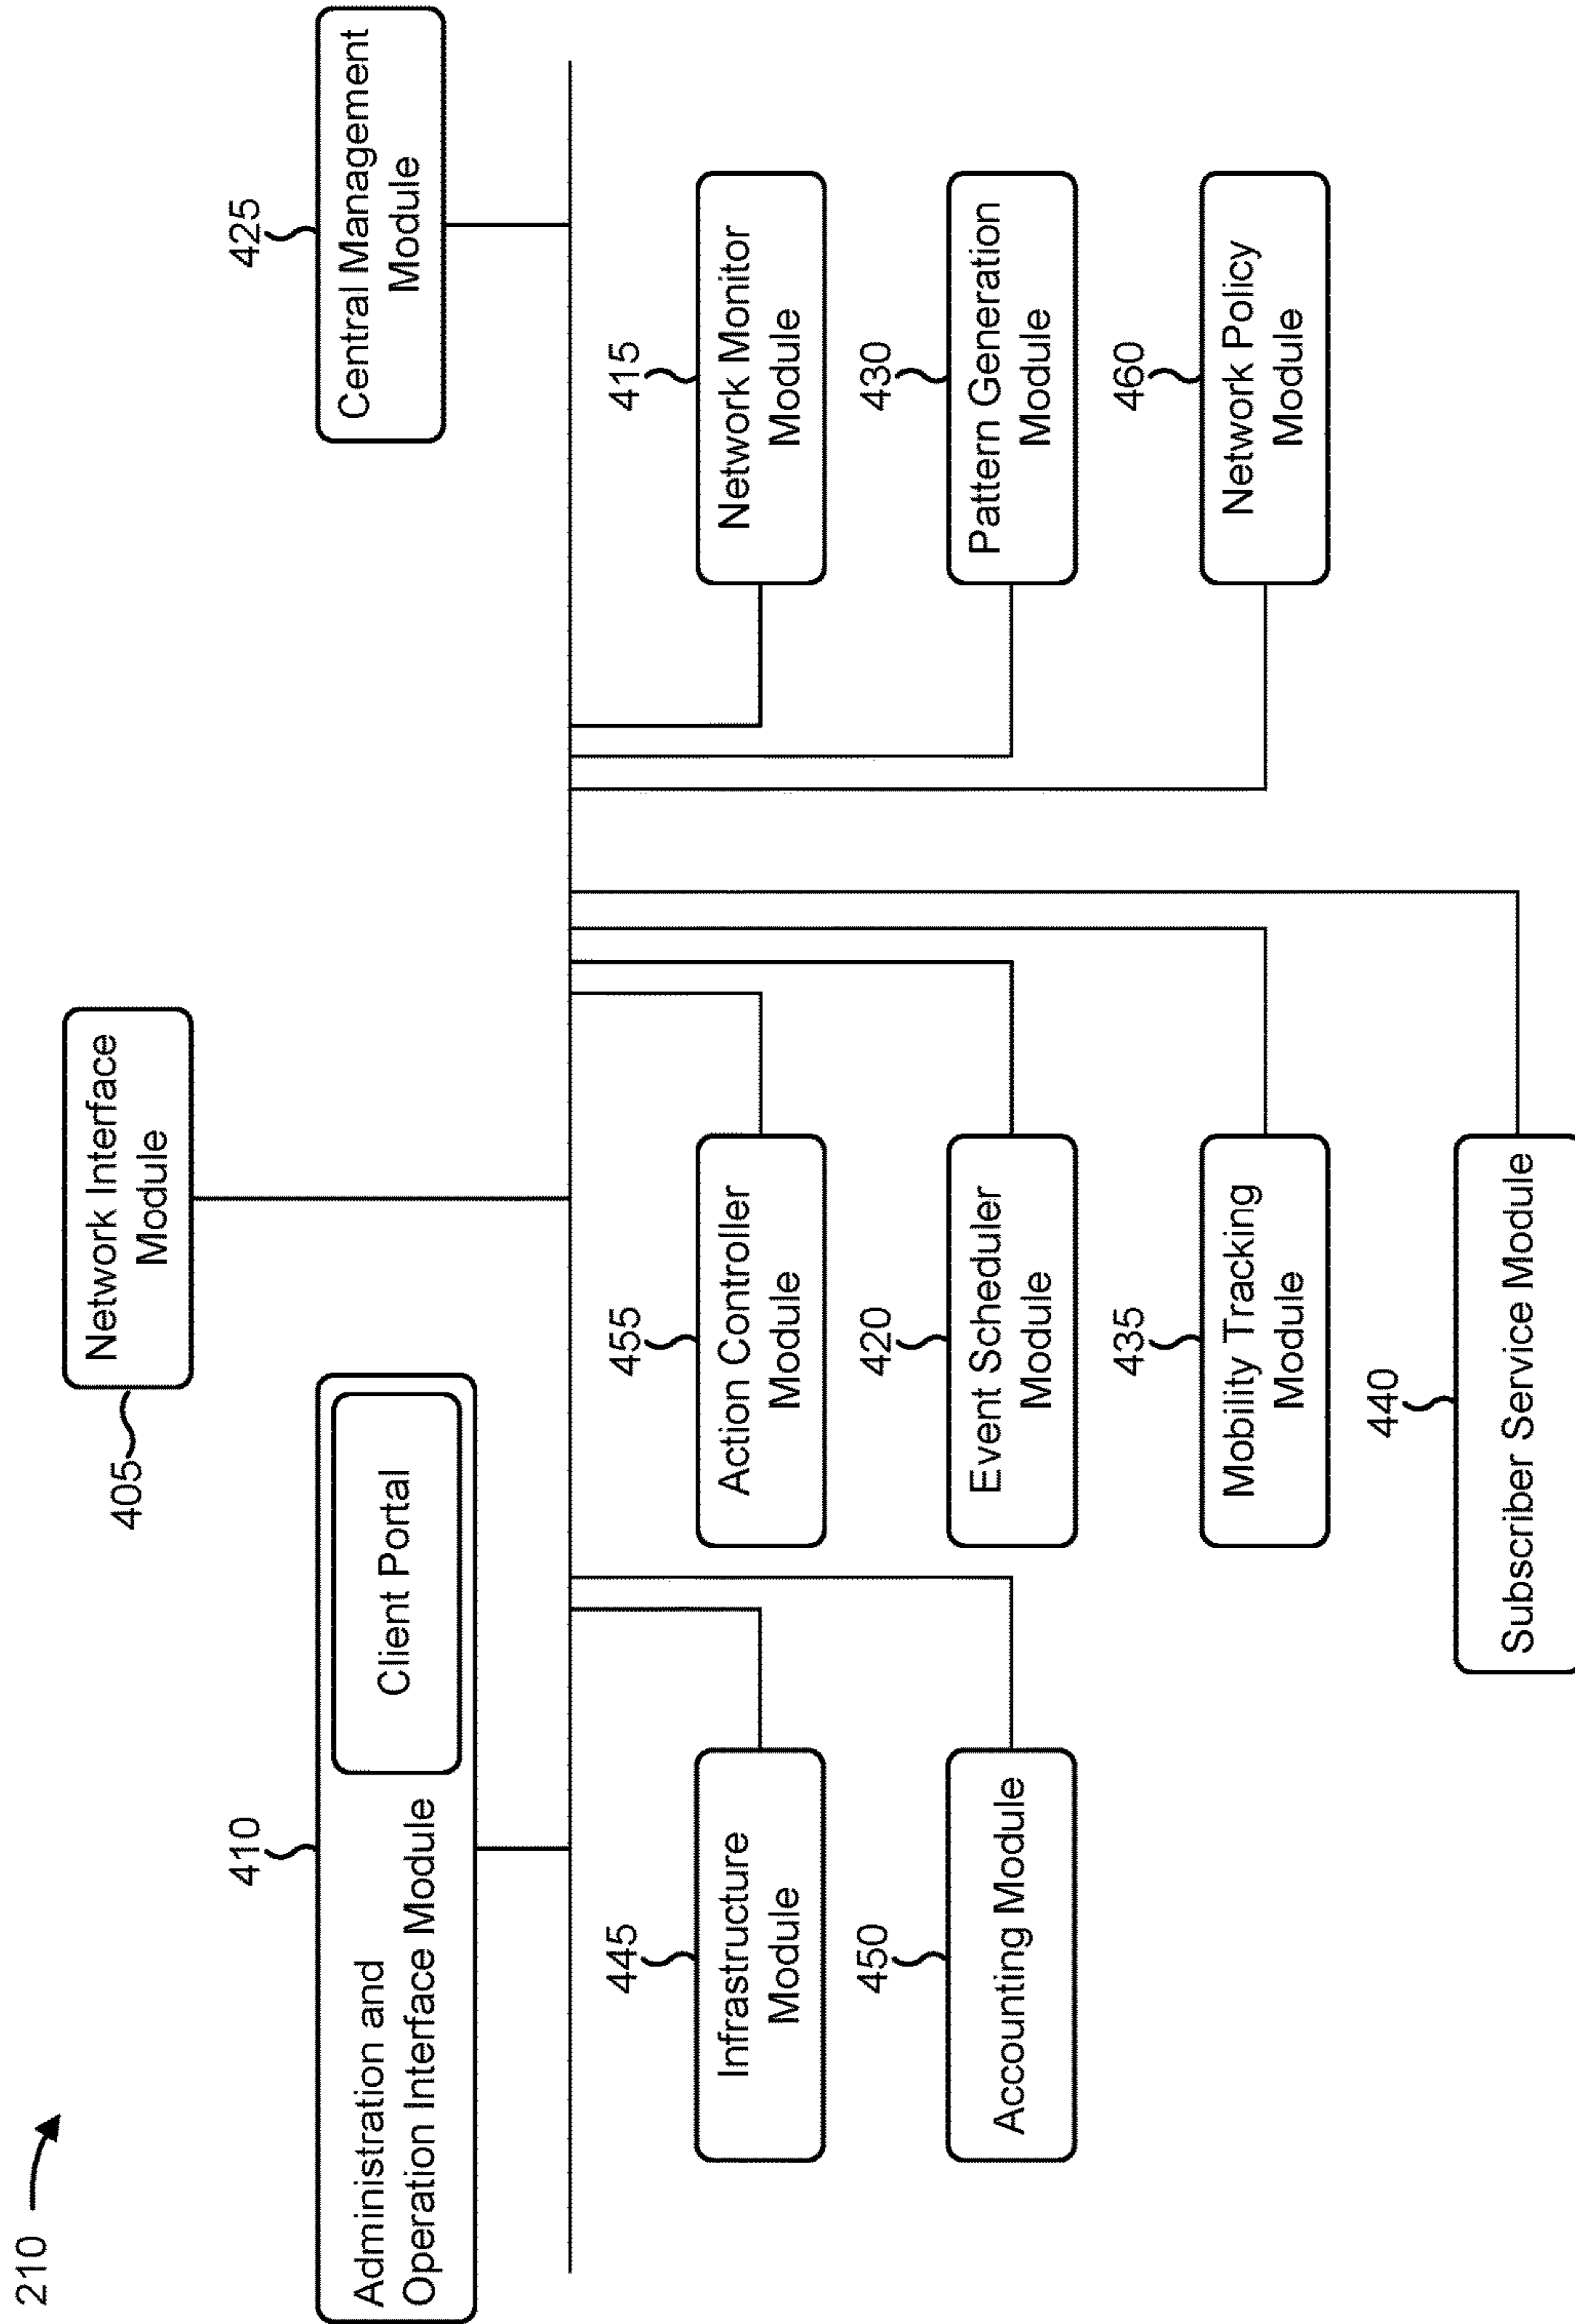 210
405
Network Interface
Module
410
Administration and
Operation Interface Module
Client Portal
425
Central Management
Module
445
Infrastructure
Module
455
Action Controller
Module
415
Network Monitor
Module
450
Accounting Module
420
Event Scheduler
Module
430
Pattern Generation
Module
435
Mobility Tracking
Module
460
Network Policy
Module
440
Subscriber Service Module